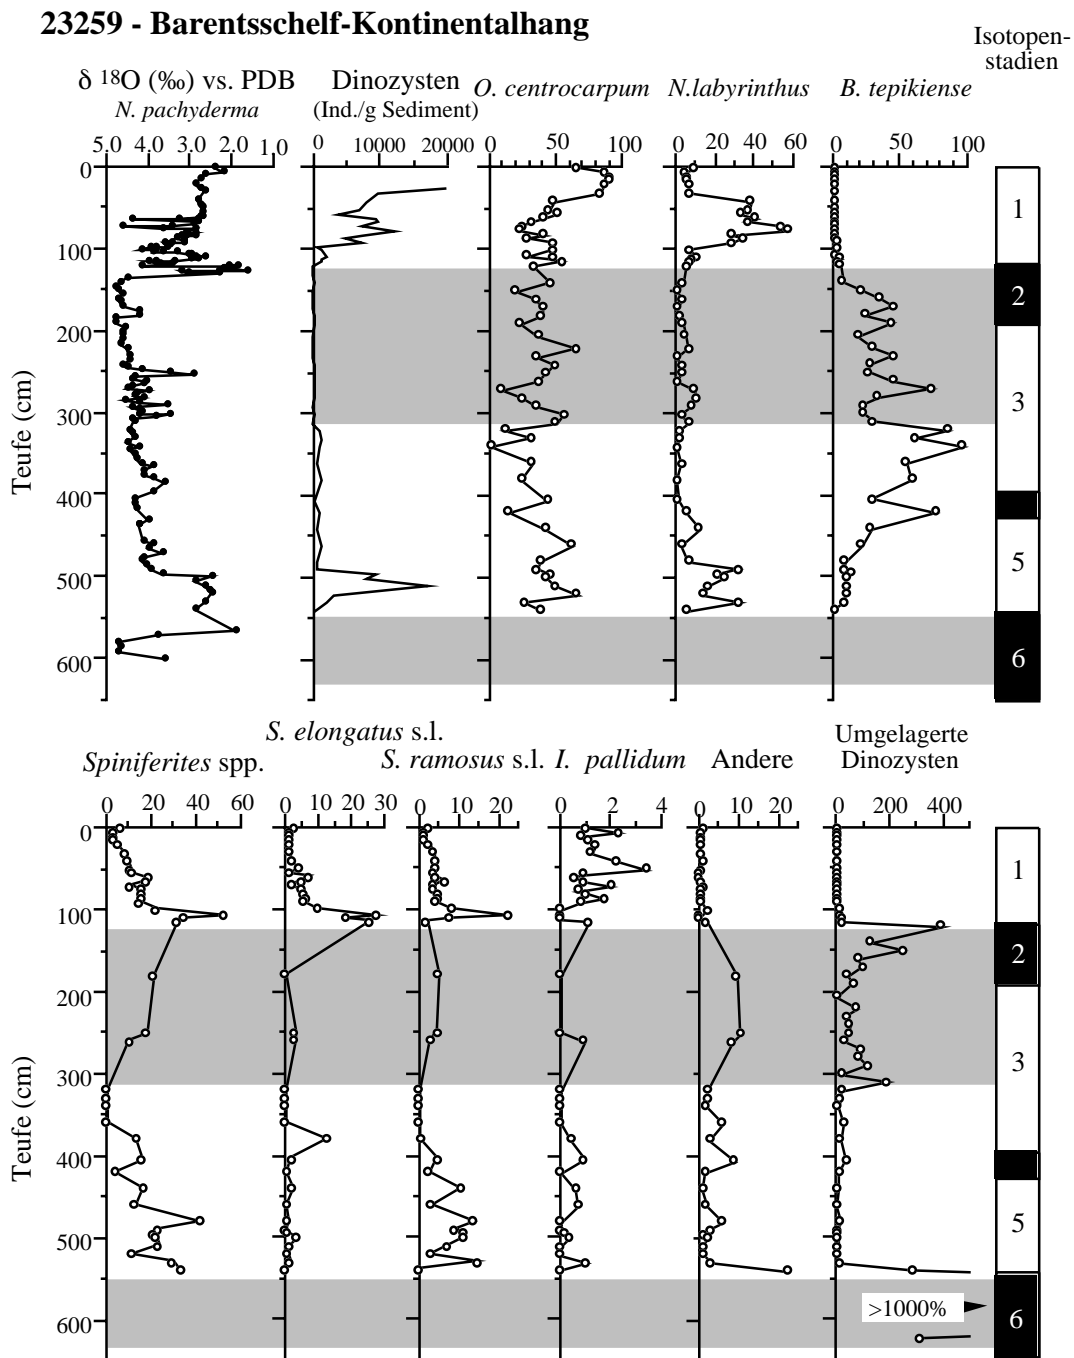 23259 - Barentsschelf-Kontinentalhang
Isotopen-
stadien
δ 18O (‰) vs. PDB
N. pachyderma
Dinozysten
(Ind./g Sediment)
O. centrocarpum
N.labyrinthus
B. tepikiense
5.0 4.0 3.0 2.0 1.0
0 10000 20000
0 50 100
0 20 40 60
0 50 100
0
100
200
300
400
500
600
Teufe (cm)
1
2
3
5
6
Spiniferites spp.
S. elongatus s.l.
S. ramosus s.l.
I. pallidum
Andere
Umgelagerte
Dinozysten
0 20 40 60
0 10 20 30
0 10 20
0 2 4
0 10 20
0 200 400
0
100
200
300
400
500
600
Teufe (cm)
1
2
3
5
6
>1000%